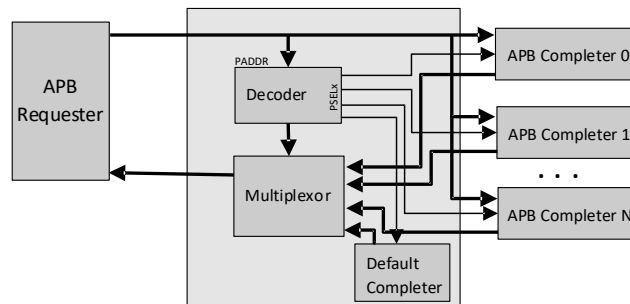 APB
Requester
PADDR
Decoder
PSELx
Multiplexor
Default
Completer
APB Completer 0
APB Completer 1
. . .
APB Completer N